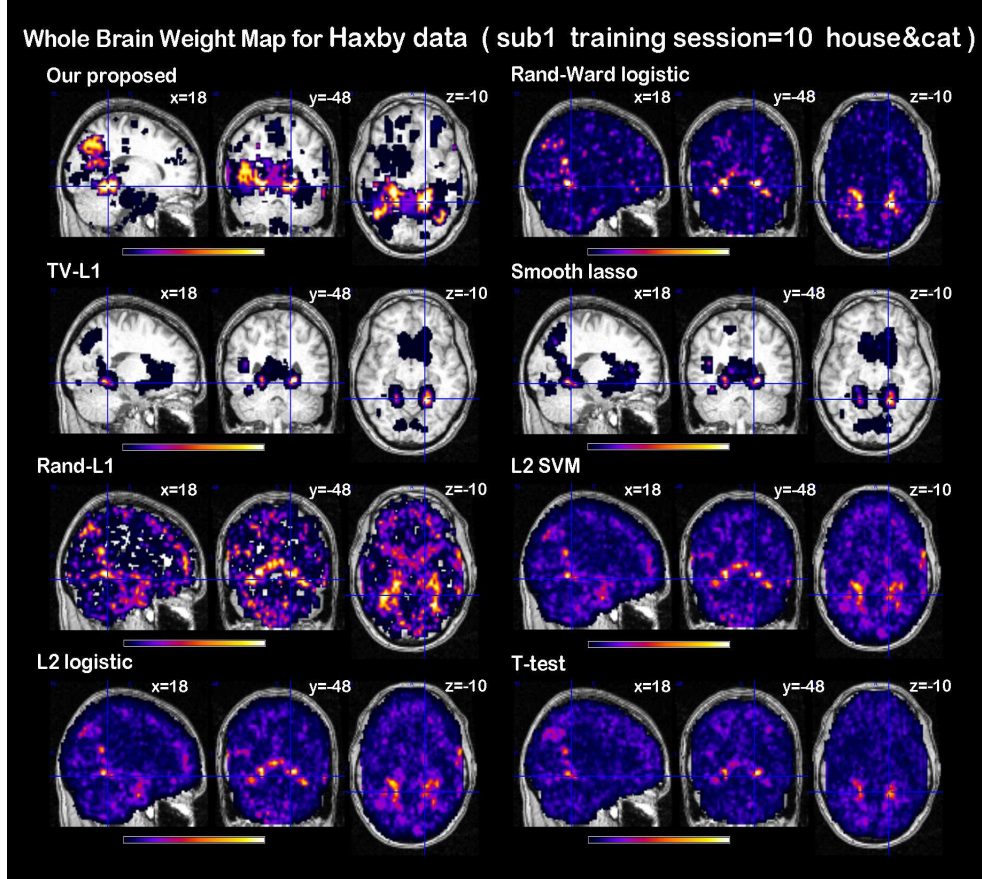 Whole Brain Weight Map for Haxby data ( sub1 training session=10 house&cat )
Our proposed
x=18 y=-48 z=-10
Rand-Ward logistic
x=18 y=-48 z=-10
TV-L1
x=18 y=-48 z=-10
Smooth lasso
x=18 y=-48 z=-10
Rand-L1
x=18 y=-48 z=-10
L2 SVM
x=18 y=-48 z=-10
L2 logistic
x=18 y=-48 z=-10
T-test
x=18 y=-48 z=-10